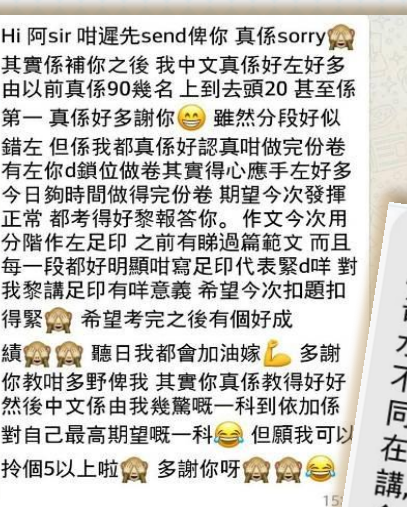 Hi 阿sir 咁遲先send俾你 真係sorry🙈
其實係補你之後 我中文真係好左好多
由以前真係90幾名 上到去頭20 甚至係
第一 真係好多謝你😁 雖然分段好似
錯左 但係我都真係好認真咁做完份卷
有左你d鎖位做卷其實得心應手左好多
今日夠時間做得完份卷 期望今次發揮
正常 都考得好黎報答你。 作文今次用
分階作左足印 之前有睇過篇範文 而且
每一段都好明顯咁寫足印代表緊d咩 對
我黎講足印有咩意義 希望今次扣題扣
得緊🙈 希望考完之後有個好成
績🙈🙈 聽日我都會加油嫁💪 多謝
你教咁多野俾我 其實你真係教得好好
然後中文係由我幾驚嘅一科到依加係
對自己最高期望嘅一科😂 但願我可以
拎個5以上啦🙈 多謝你呀🙈🙈😂
水
不
同
在
講,